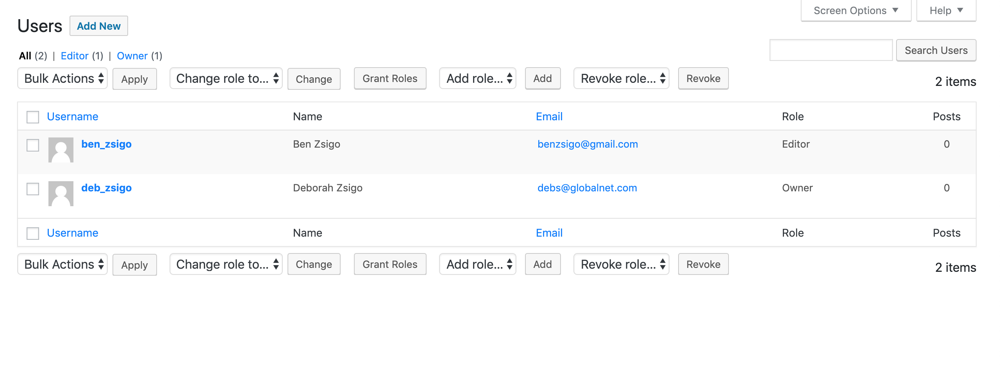 Screen Options ▼ Help ▼
Users Add New
All (2) | Editor (1) | Owner (1)
Search Users
Bulk Actions Apply Change role to... Change Grant Roles Add role... Add Revoke role... Revoke 2 items
Username Name Email Role Posts
ben_zsigo Ben Zsigo benzsigo@gmail.com Editor 0
deb_zsigo Deborah Zsigo debs@globalnet.com Owner 0
Username Name Email Role Posts
Bulk Actions Apply Change role to... Change Grant Roles Add role... Add Revoke role... Revoke 2 items